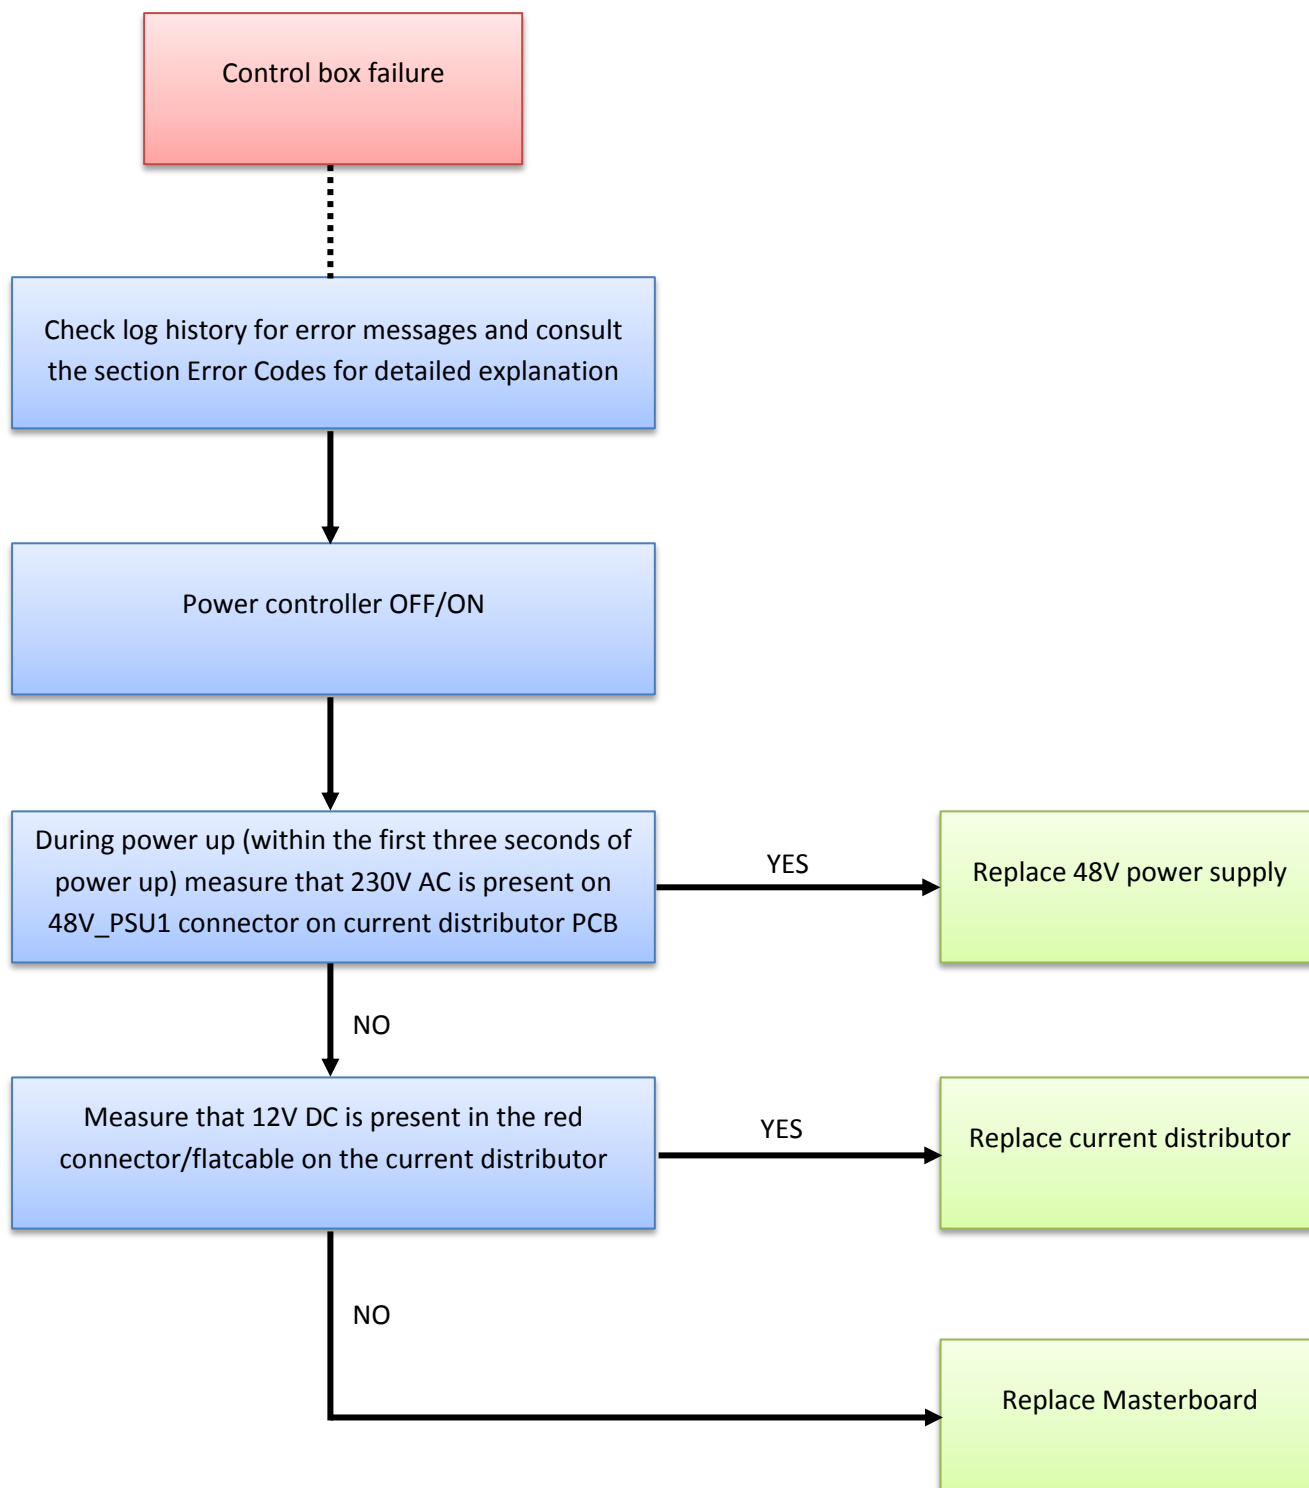 Control box failure
Check log history for error messages and consult
the section Error Codes for detailed explanation
Power controller OFF/ON
During power up (within the first three seconds of
power up) measure that 230V AC is present on
48V_PSU1 connector on current distributor PCB
YES
Replace 48V power supply
NO
Measure that 12V DC is present in the red
connector/flatcable on the current distributor
YES
Replace current distributor
NO
Replace Masterboard